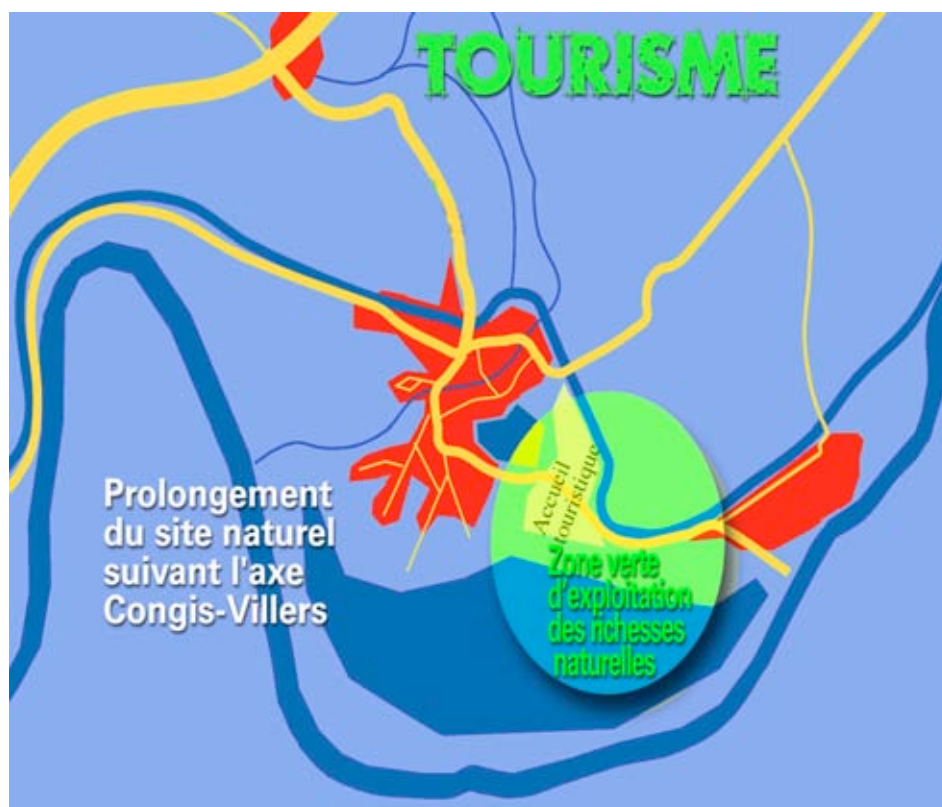 TOURISME
Accueil
touristique
Prolongement
du site naturel
suivant l'axe
Congis-Villers
Zone verte
d'exploitation
des richesses
naturelles